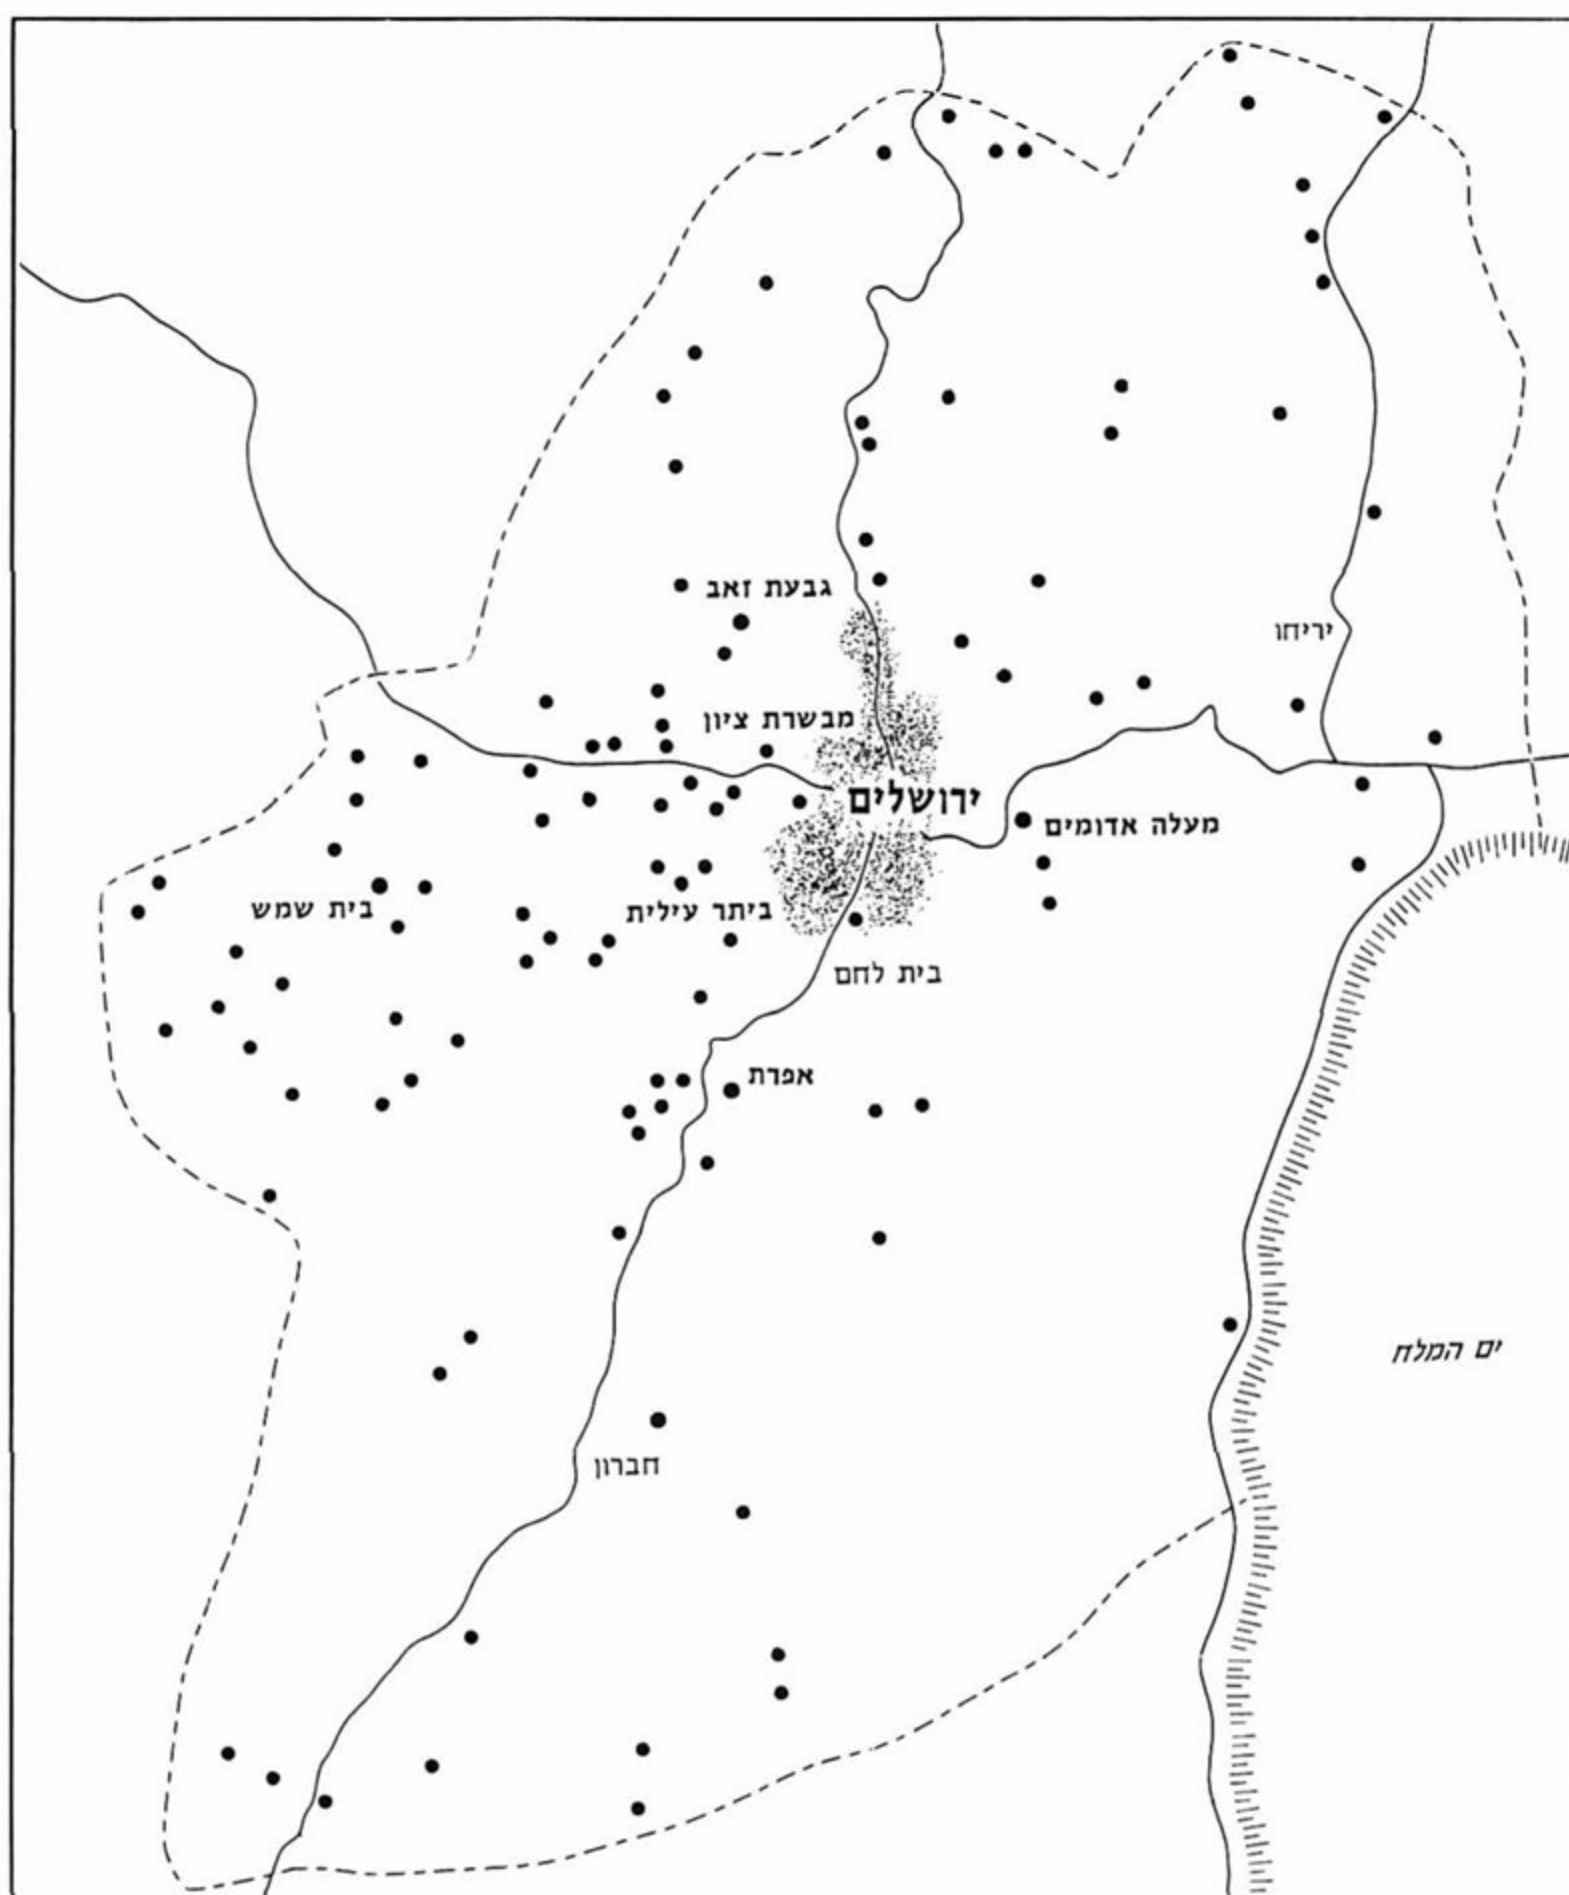 גבעת זאב
יריחו
מבשרת ציון
ירושלים
מעלה אדומים
בית שמש
ביתר עילית
בית לחם
אפרת
ים המלח
חברון